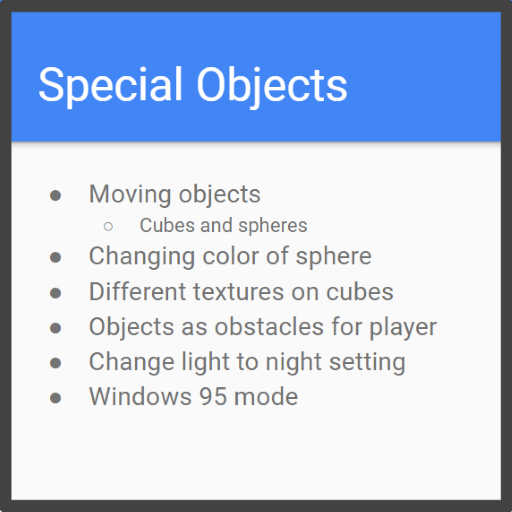 Special Objects
● Moving objects
○ Cubes and spheres
● Changing color of sphere
● Different textures on cubes
● Objects as obstacles for player
● Change light to night setting
● Windows 95 mode